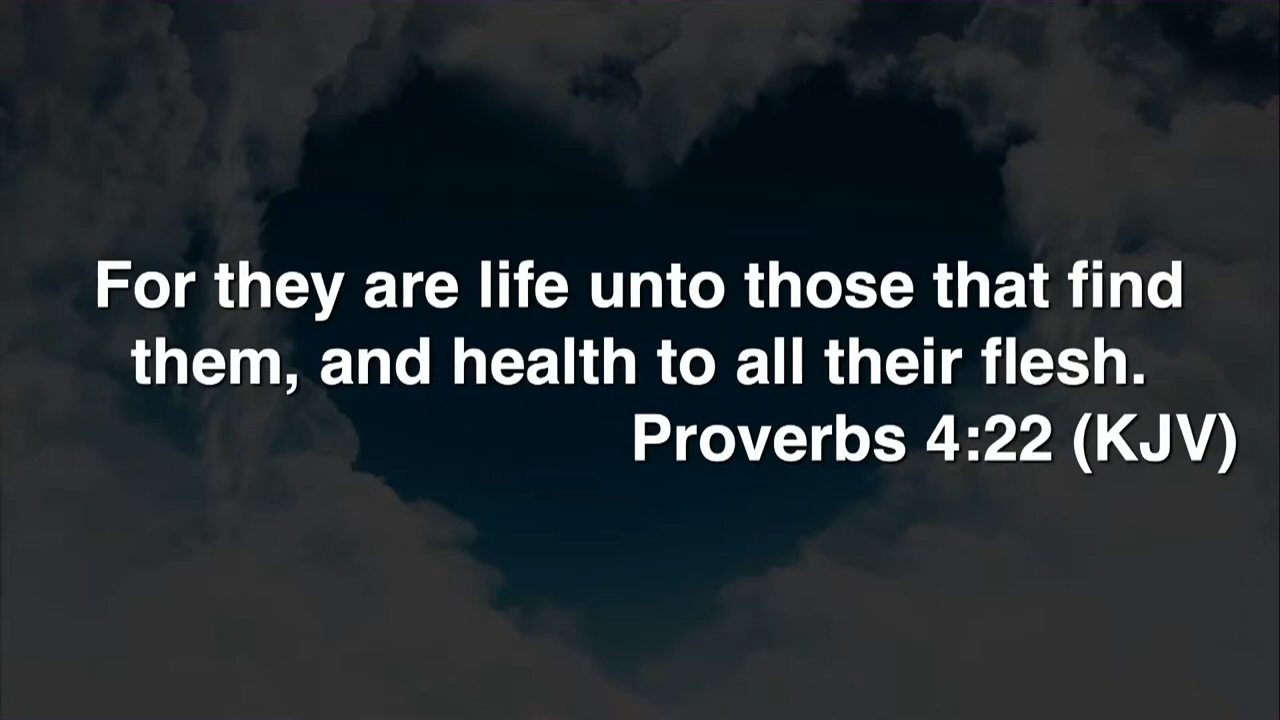 For they are life unto those that find
them, and health to all their flesh.
Proverbs 4:22 (KJV)